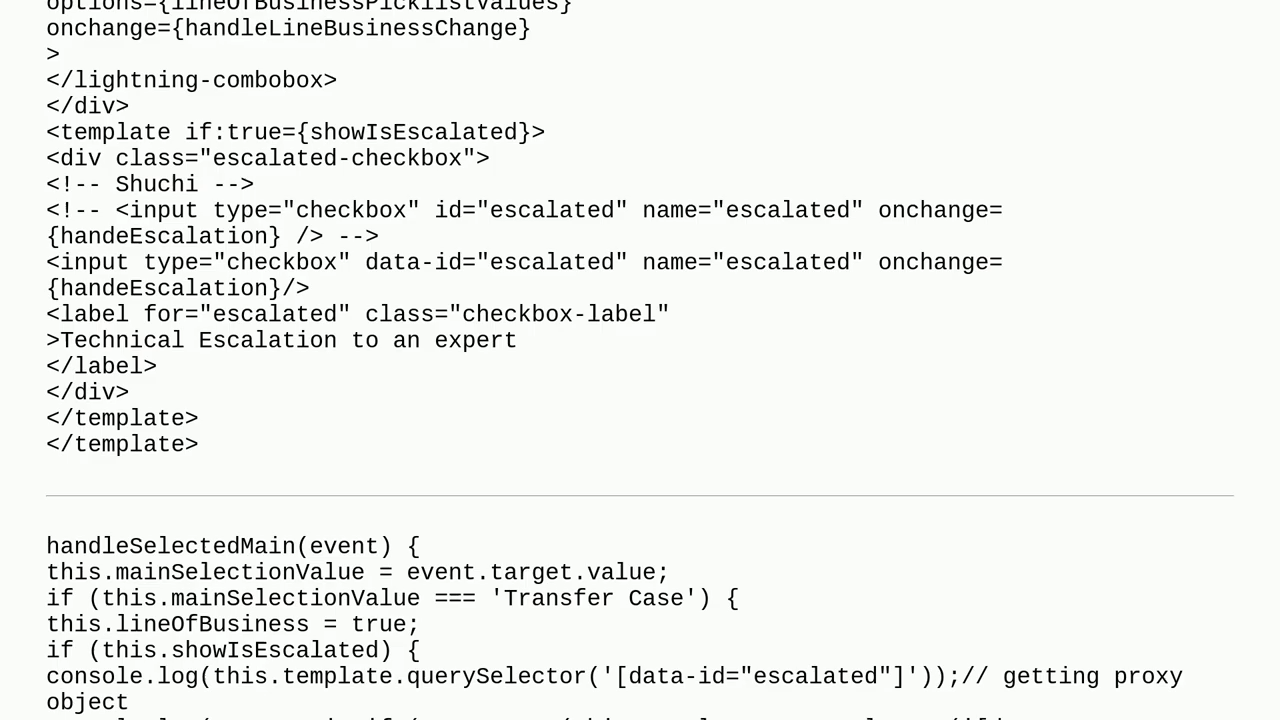 options={lineOfBusinessPicklistValues}
onchange={handleLineBusinessChange}
>
</lightning-combobox>
</div>
<template if:true={showIsEscalated}>
<div class="escalated-checkbox">
<!-- Shuchi -->
<!-- <input type="checkbox" id="escalated" name="escalated" onchange=
{handeEscalation} /> -->
<input type="checkbox" data-id="escalated" name="escalated" onchange=
{handeEscalation}/>
<label for="escalated" class="checkbox-label"
>Technical Escalation to an expert
</label>
</div>
</template>
</template>
handleSelectedMain(event) {
this.mainSelectionValue = event.target.value;
if (this.mainSelectionValue === 'Transfer Case') {
this.lineOfBusiness = true;
if (this.showIsEscalated) {
console.log(this.template.querySelector('[data-id="escalated"]'));// getting proxy
object